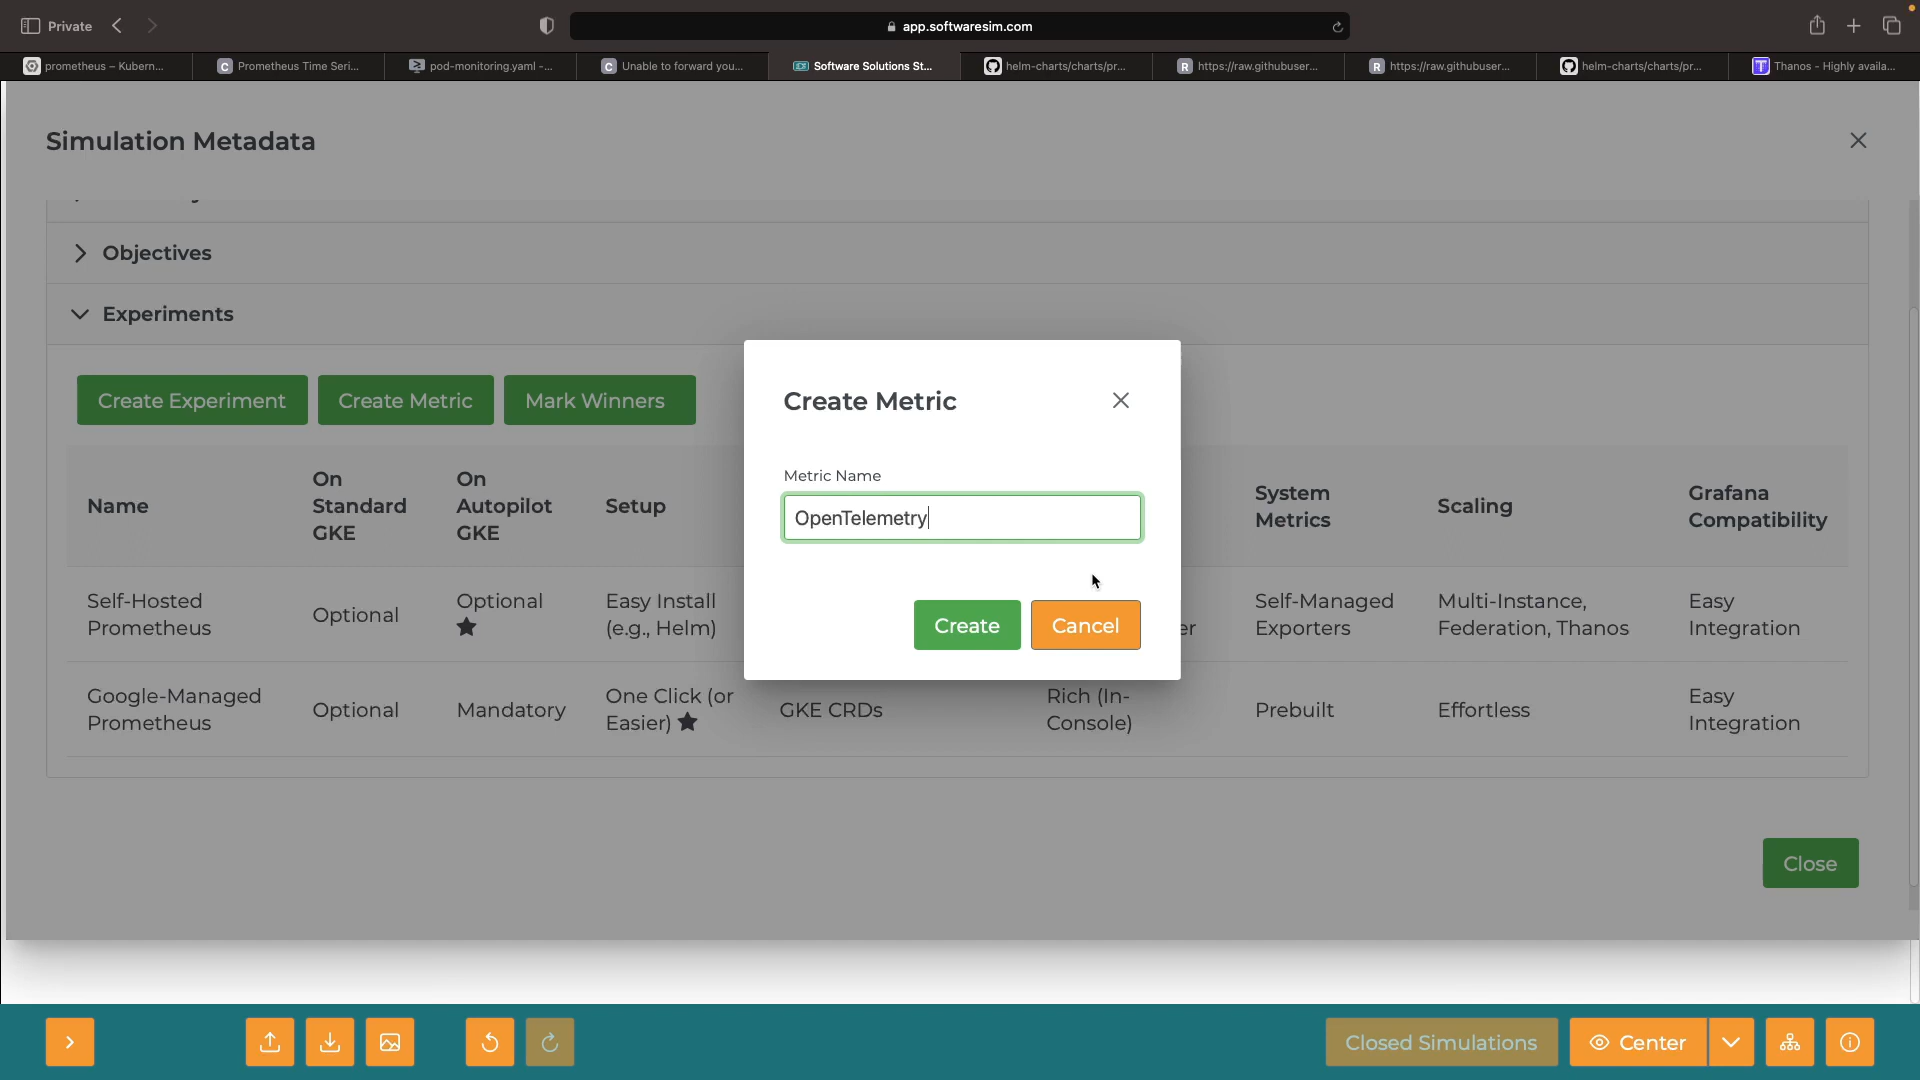 Private
app.softwaresim.com
prometheus – Kubern...
Prometheus Time Seri...
pod-monitoring.yaml -...
Unable to forward you...
Software Solutions St...
helm-charts/charts/pr...
https://raw.githubuser...
https://raw.githubuser...
helm-charts/charts/pr...
Thanos - Highly availa...
Simulation Metadata
Objectives
Experiments
Create Experiment
Create Metric
Mark Winners
Create Metric
Metric Name
OpenTelemetry
Create
Cancel
Name
On
Standard
GKE
On
Autopilot
GKE
Setup
System
Metrics
Scaling
Grafana
Compatibility
Self-Hosted
Prometheus
Optional
Optional
Easy Install
(e.g., Helm)
Self-Managed
Exporters
Multi-Instance,
Federation, Thanos
Easy
Integration
Google-Managed
Prometheus
Optional
Mandatory
One Click (or
Easier)
GKE CRDs
Rich (In-
Console)
Prebuilt
Effortless
Easy
Integration
Close
Closed Simulations
Center